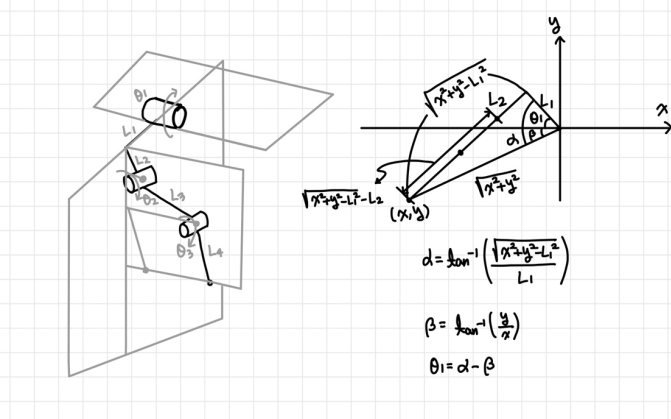 θ1
L1
L2
θ2
L3
θ3
L4
y
x
√x²+y²-L1²
L2
L1
θ1
α
β
√x²+y²-L1²-L2
(x,y)
√x²+y²
α=tan⁻¹(√x²+y²-L1²/L1)
β=tan⁻¹(y/x)
θ1=α-β